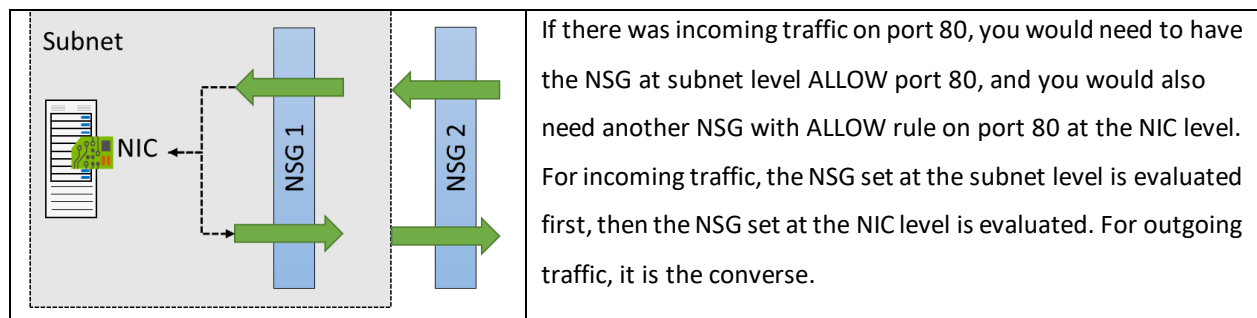 Subnet
NIC
NSG 1
NSG 2
If there was incoming traffic on port 80, you would need to have
the NSG at subnet level ALLOW port 80, and you would also
need another NSG with ALLOW rule on port 80 at the NIC level.
For incoming traffic, the NSG set at the subnet level is evaluated
first, then the NSG set at the NIC level is evaluated. For outgoing
traffic, it is the converse.